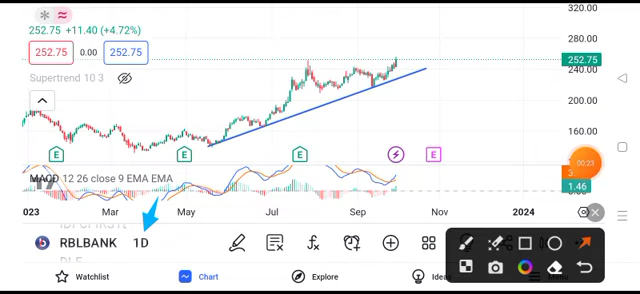 320.00
252.75 +11.40 (+4.72%)
280.00
252.75 0.00 252.75
252.75
240.00
Supertrend 10 3
200.00
160.00
E E E E
00:23
MACD 12 26 close 9 EMA EMA
1.46
2023 Mar May Jul Sep Nov 2024
RBLBANK 1D
Watchlist Chart Explore Ideas Menu